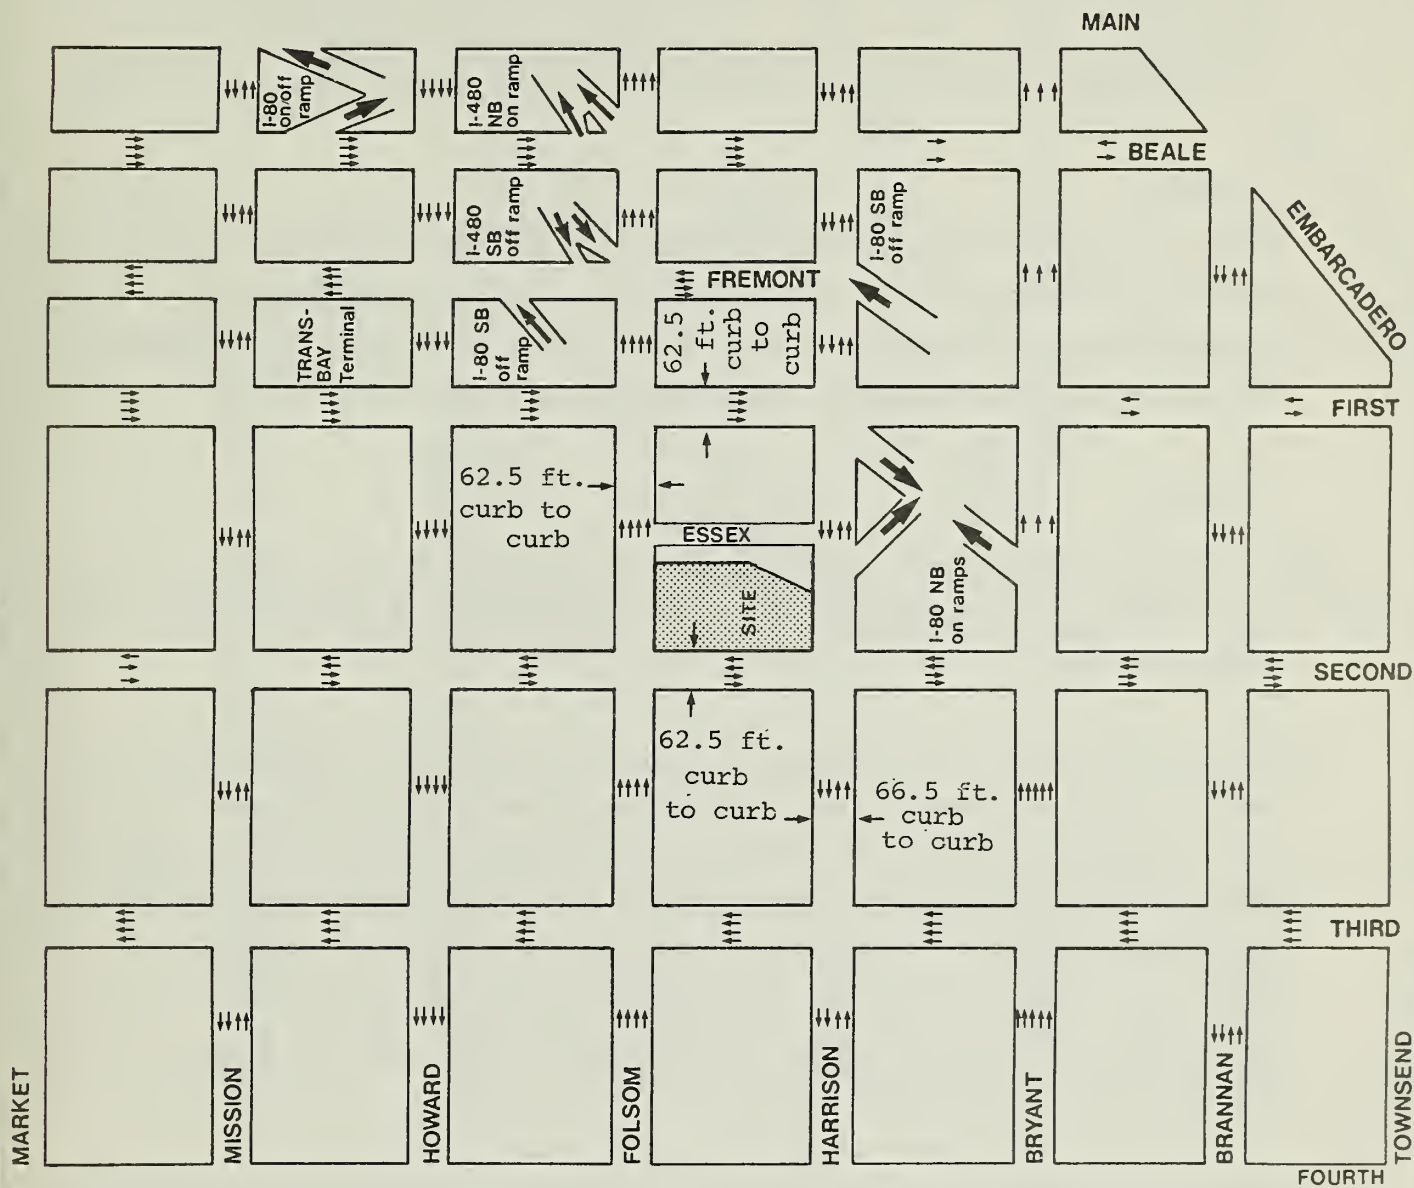 MAIN
I-80
on/off
ramp
I-480
NB
on ramp
BEALE
I-480
SB
off ramp
I-80 SB
off ramp
EMBARCADERO
FREMONT
TRANS-
BAY
Terminal
I-80 SB
off
ramp
62.5
ft.
curb
to
curb
FIRST
62.5 ft.
curb to
curb
ESSEX
SITE
I-80 NB
on ramps
SECOND
62.5 ft.
curb
to curb
66.5 ft.
curb
to curb
THIRD
MARKET
MISSION
HOWARD
FOLSOM
HARRISON
BRYANT
BRANNAN
TOWNSEND
FOURTH